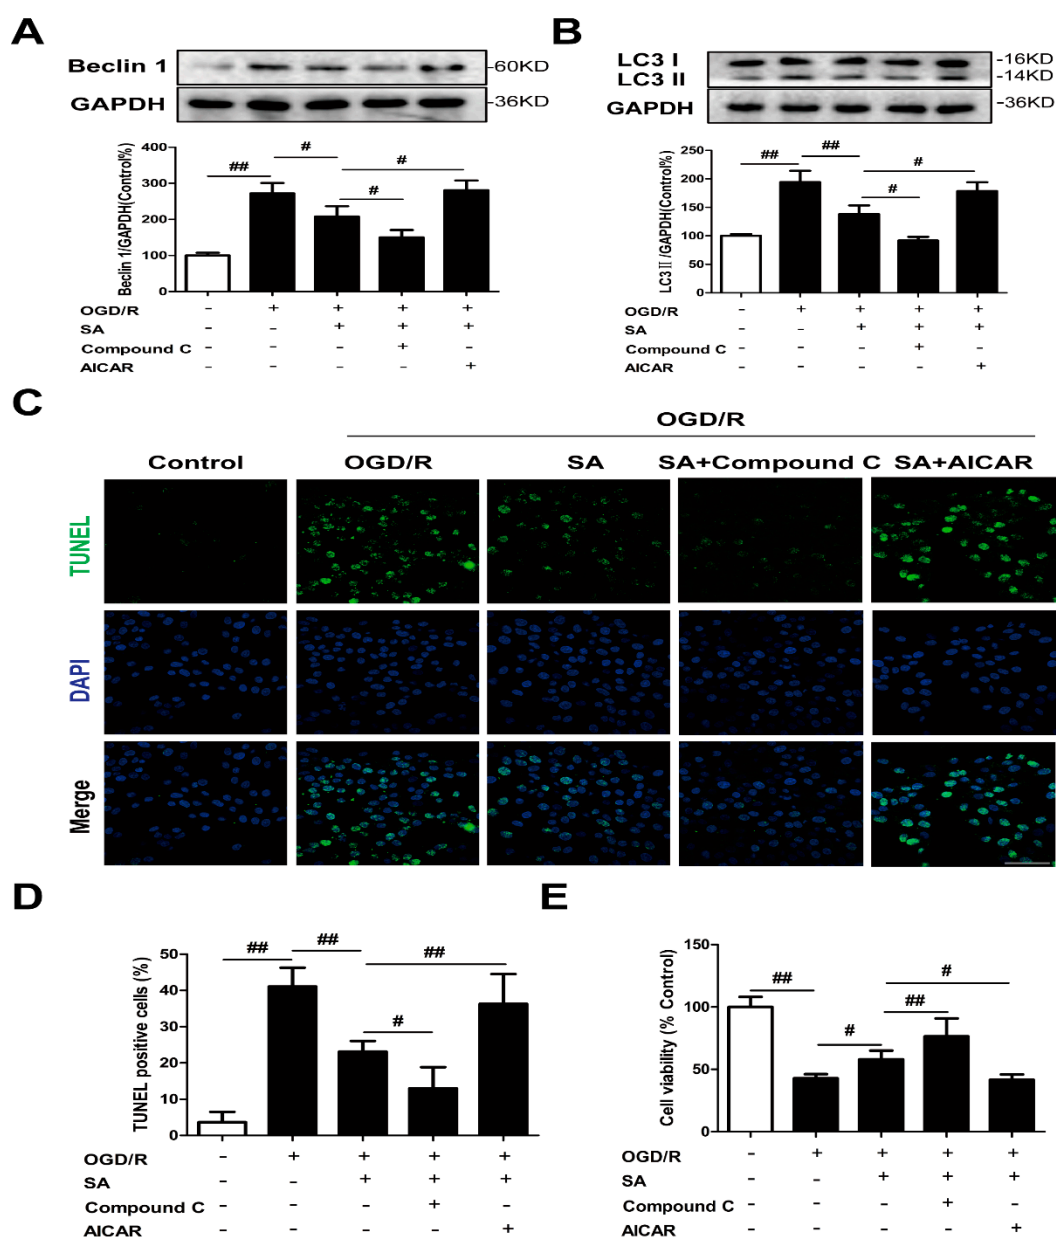 A
Beclin 1
-60KD
GAPDH
-36KD
Beclin 1/GAPDH(Control%)
400
300
200
100
0
##
#
#
#
OGD/R - + + + +
SA - - + + +
Compound C - - - + -
AICAR - - - - +
B
LC3 I
-16KD
LC3 II
-14KD
GAPDH
-36KD
LC3 II/GAPDH(Control%)
250
200
150
100
50
0
##
##
#
#
OGD/R - + + + +
SA - - + + +
Compound C - - - + -
AICAR - - - - +
C
OGD/R
Control OGD/R SA SA+Compound C SA+AICAR
TUNEL
DAPI
Merge
D
TUNEL positive cells (%)
50
40
30
20
10
0
##
##
##
#
OGD/R - + + + +
SA - - + + +
Compound C - - - + -
AICAR - - - - +
E
Cell viability (% Control)
150
100
50
0
##
#
##
#
OGD/R - + + + +
SA - - + + +
Compound C - - - + -
AICAR - - - - +